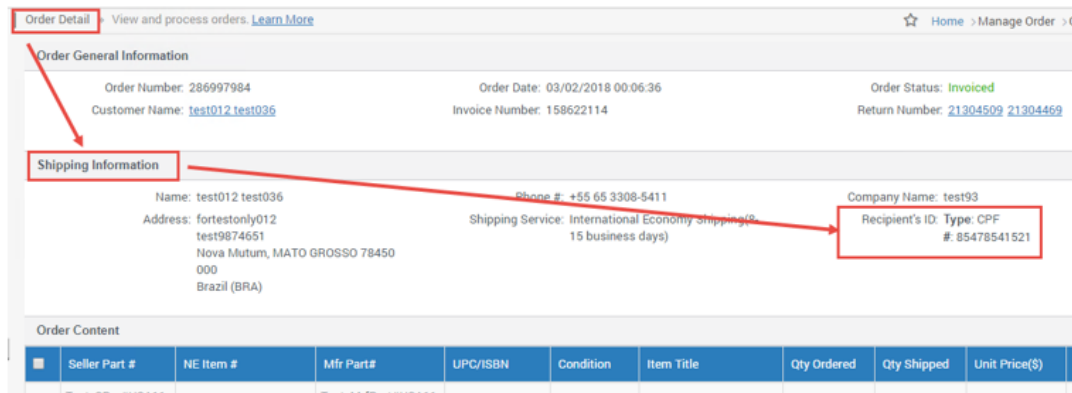 Order Detail » View and process orders. Learn More
Home > Manage Order >
Order General Information
Order Number: 286997984
Order Date: 03/02/2018 00:06:36
Order Status: Invoiced
Customer Name: test012 test036
Invoice Number: 158622114
Return Number: 21304509 21304469
Shipping Information
Name: test012 test036
Phone #: +55 65 3308-5411
Company Name: test93
Address: fortestonly012
Shipping Service: International Economy Shipping(8-
Recipient's ID: Type: CPF
test9874651
15 business days)
#: 85478541521
Nova Mutum, MATO GROSSO 78450
000
Brazil (BRA)
Order Content
Seller Part # NE Item # Mfr Part# UPC/ISBN Condition Item Title Qty Ordered Qty Shipped Unit Price($)